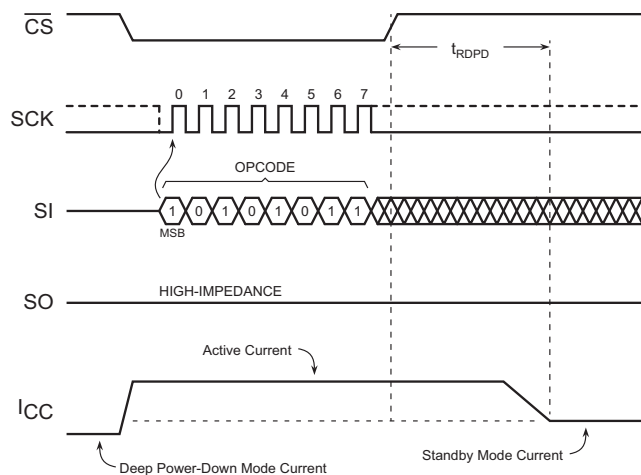 CS
tRDPD
0 1 2 3 4 5 6 7
SCK
OPCODE
SI
1 0 1 0 1 0 1 1
MSB
HIGH-IMPEDANCE
SO
Active Current
ICC
Standby Mode Current
Deep Power-Down Mode Current